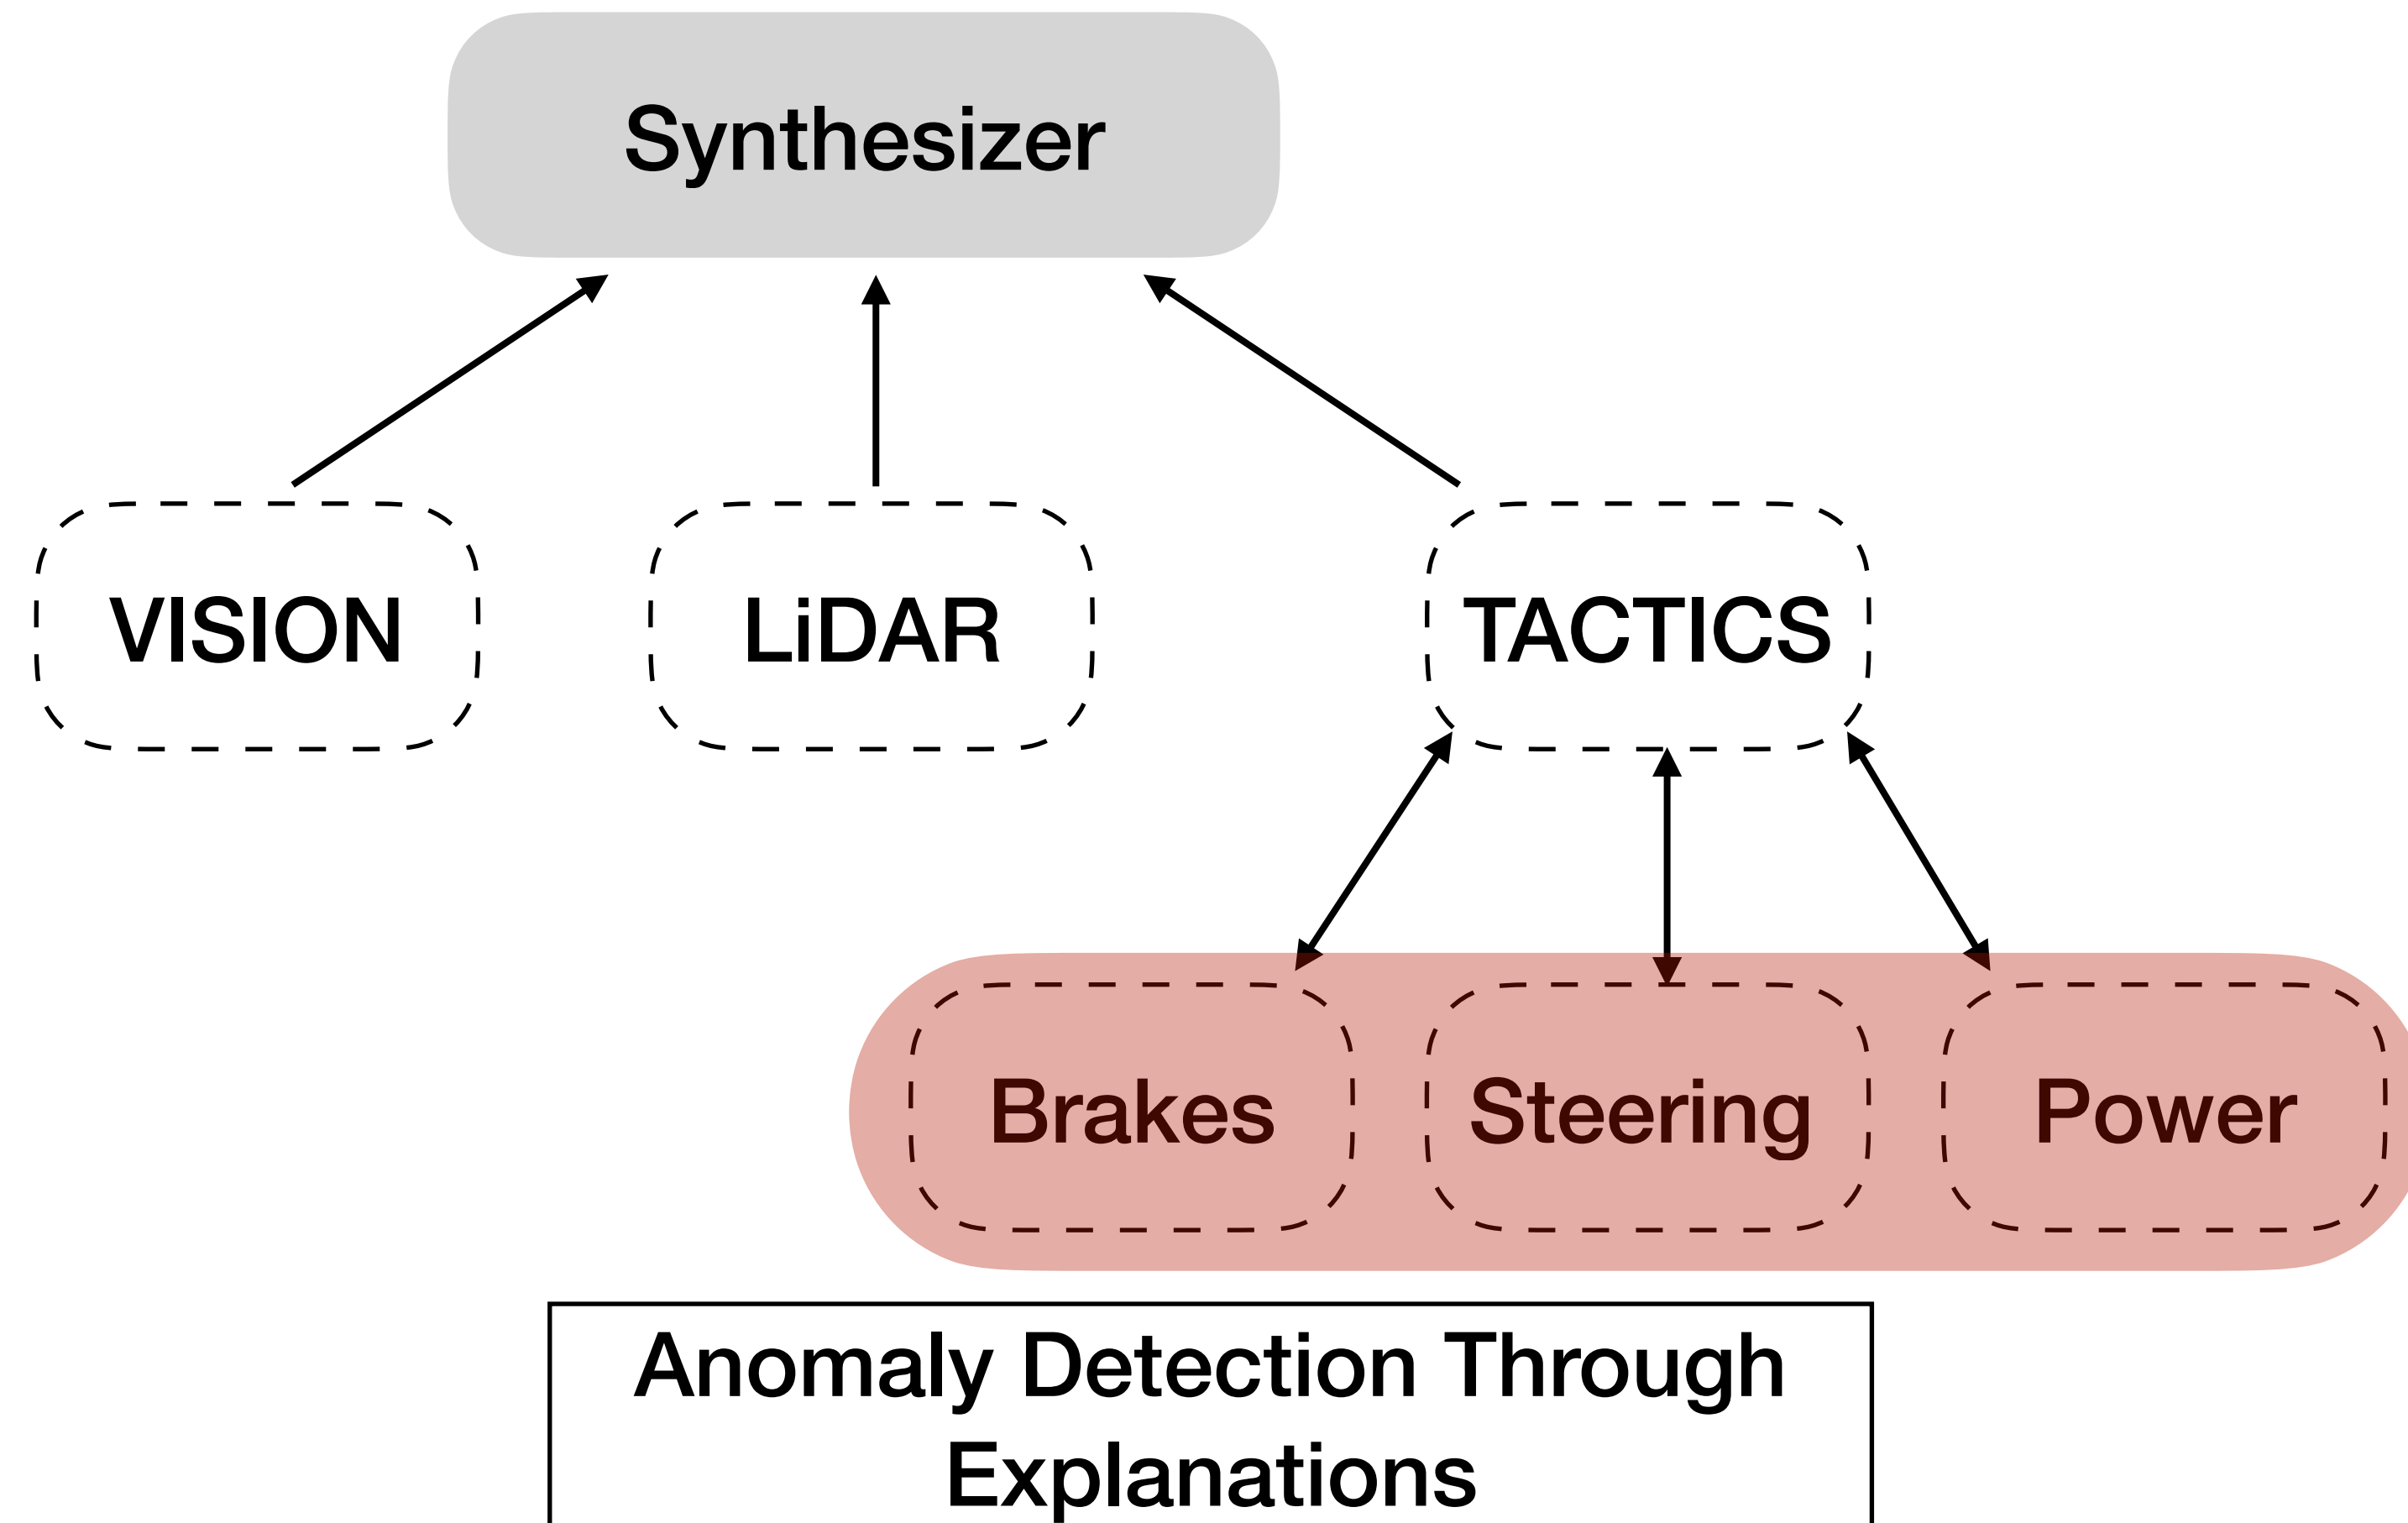 Synthesizer
VISION
LiDAR
TACTICS
Brakes
Steering
Power
Anomaly Detection Through
Explanations